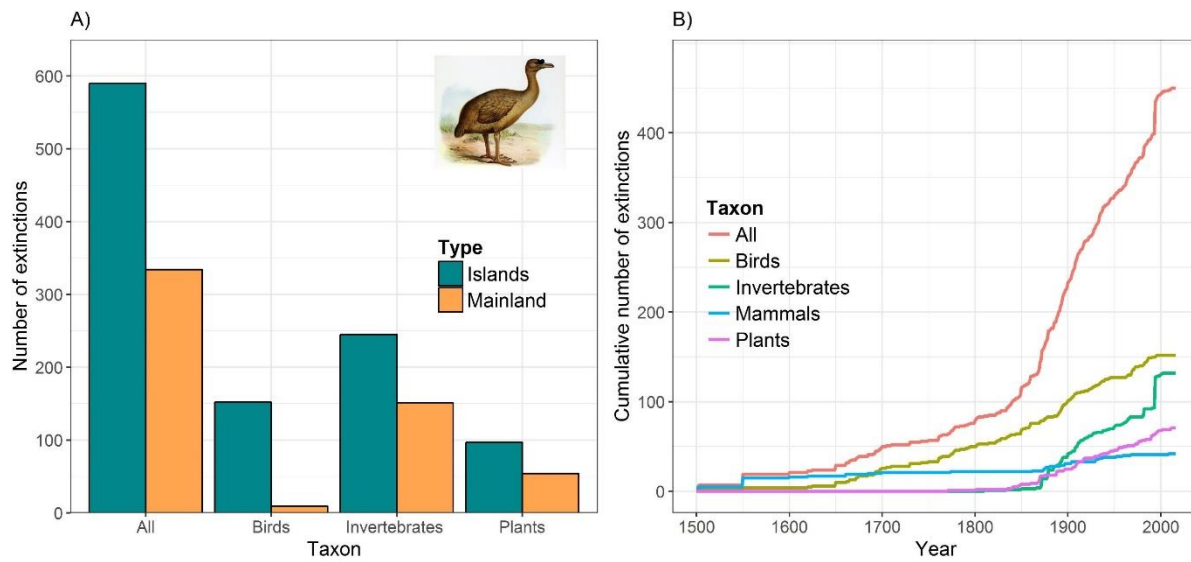 A)
Number of extinctions
600
500
400
300
200
100
0
Type
Islands
Mainland
All Birds Invertebrates Plants
Taxon
B)
Cumulative number of extinctions
400
300
200
100
0
Taxon
All
Birds
Invertebrates
Mammals
Plants
1500 1600 1700 1800 1900 2000
Year